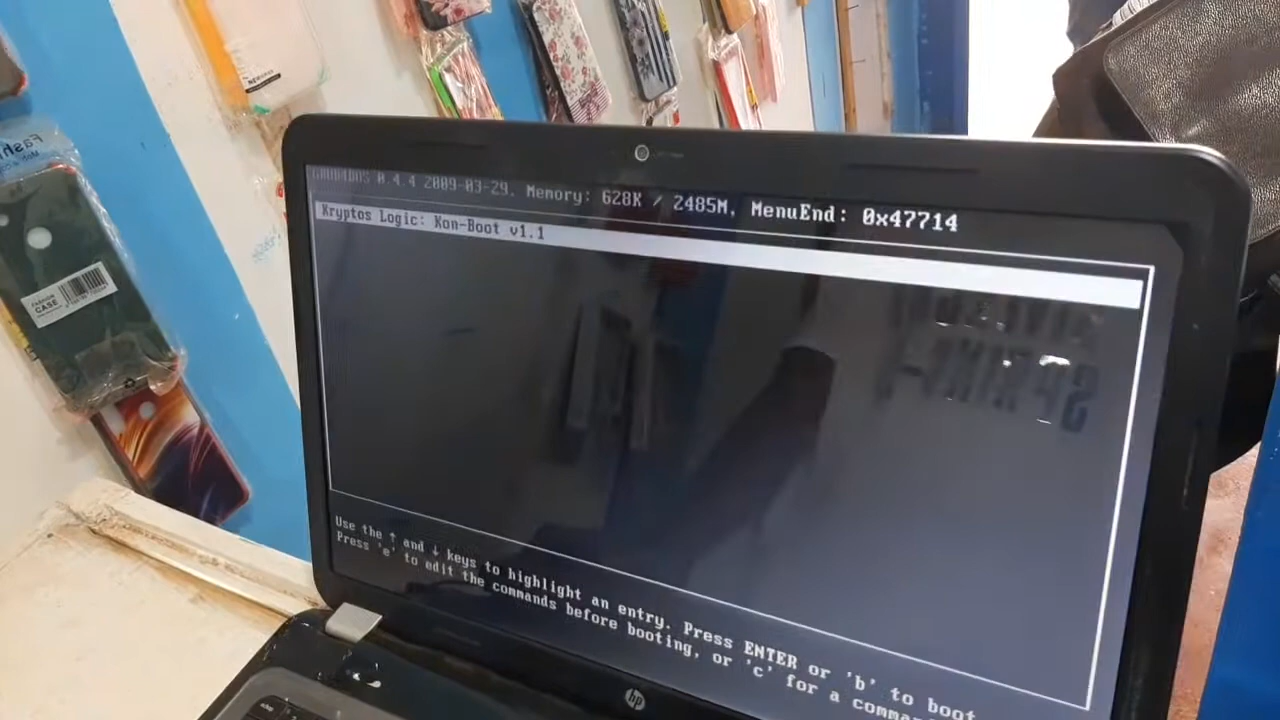 GRUB4DOS 0.4.4 2009-03-29, Memory: 628K / 2485M, MenuEnd: 0x47714
Kryptos Logic: Kon-Boot v1.1
Use the ↑ and ↓ keys to highlight an entry. Press ENTER or 'b' to boot
Press 'e' to edit the commands before booting, or 'c' for a comman
hp
FASHION
CASE